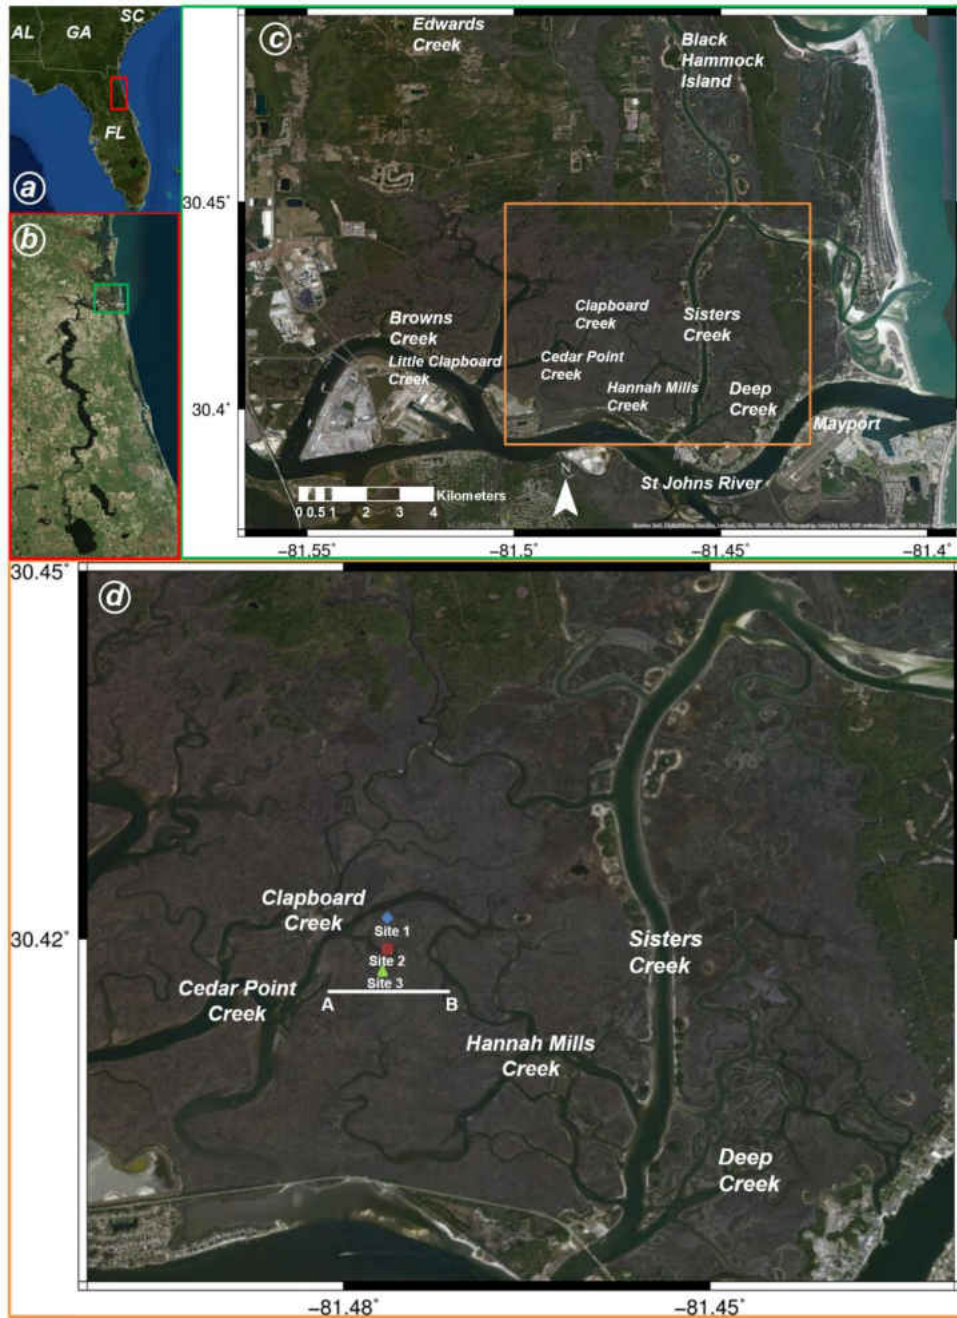 SC
AL
GA
FL
a
b
c
Edwards
Creek
Black
Hammock
Island
30.45°
Clapboard
Creek
Sisters
Creek
Browns
Creek
Little Clapboard
Creek
Cedar Point
Creek
Hannah Mills
Creek
Deep
Creek
30.4°
Mayport
St Johns River
N
Kilometers
0 0.5 1 2 3 4
−81.55° −81.5° −81.45° −81.4°
30.45°
d
Clapboard
Creek
Site 1
30.42°
Site 2
Sisters
Creek
Site 3
Cedar Point
Creek
A B
Hannah Mills
Creek
Deep
Creek
−81.48° −81.45°